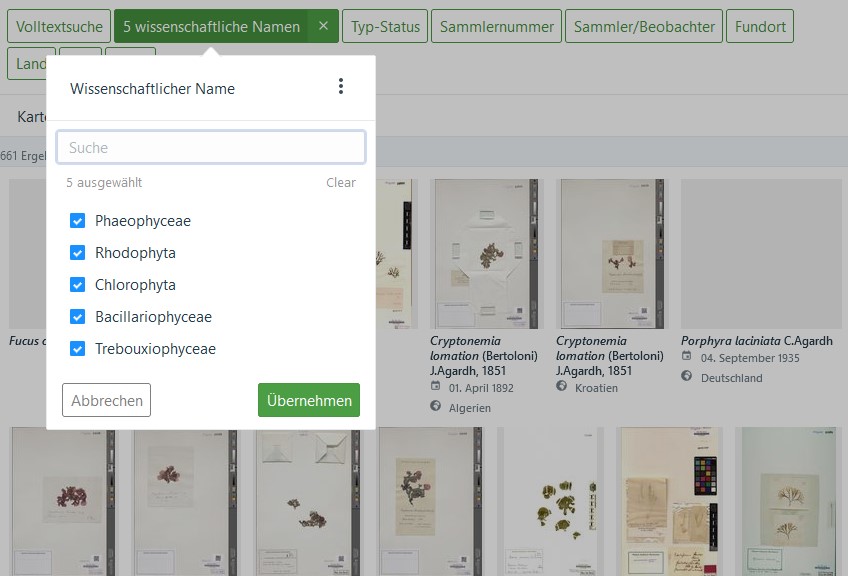 Volltextsuche
5 wissenschaftliche Namen ×
Typ-Status
Sammlernummer
Sammler/Beobachter
Fundort
Land
Wissenschaftlicher Name
Suche
5 ausgewählt
Clear
Phaeophyceae
Rhodophyta
Chlorophyta
Bacillariophyceae
Trebouxiophyceae
Abbrechen
Übernehmen
661
Fucus
Cryptonemia
lomation (Bertoloni)
J.Agardh, 1851
01. April 1892
Algerien
Cryptonemia
lomation (Bertoloni)
J.Agardh, 1851
Kroatien
Porphyra laciniata C.Agardh
04. September 1935
Deutschland